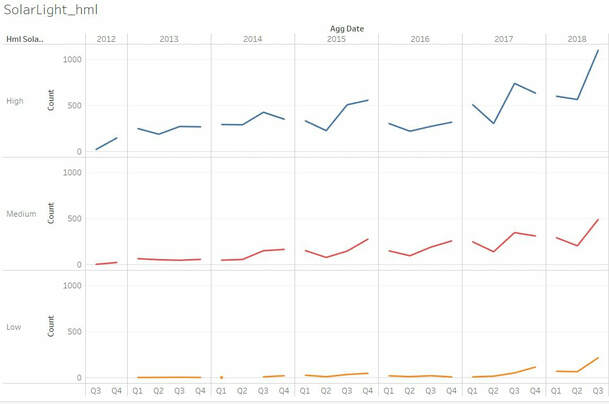 SolarLight_hml
Agg Date
Hml Sola.. 2012 2013 2014 2015 2016 2017 2018
High
Count
1000
500
0
Medium
Count
1000
500
0
Low
Count
1000
500
0
Q3 Q4 Q1 Q2 Q3 Q4 Q1 Q2 Q3 Q4 Q1 Q2 Q3 Q4 Q1 Q2 Q3 Q4 Q1 Q2 Q3 Q4 Q1 Q2 Q3